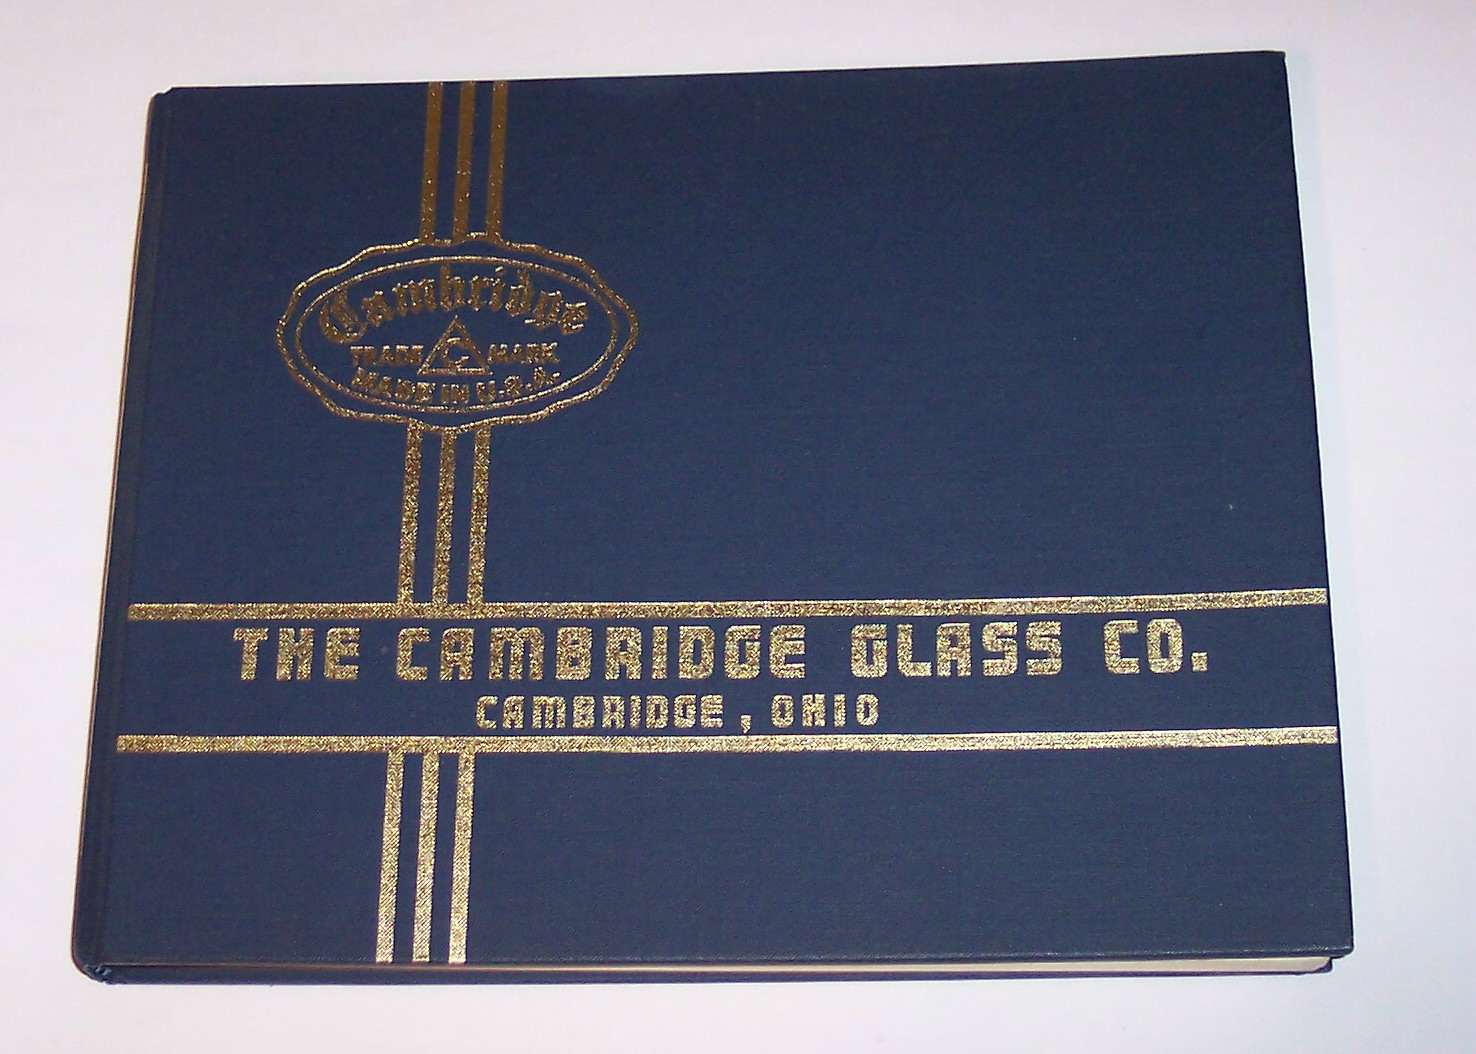 Cambridge
TRADE C MARK
MADE IN U.S.A.
THE CAMBRIDGE GLASS CO.
CAMBRIDGE, OHIO